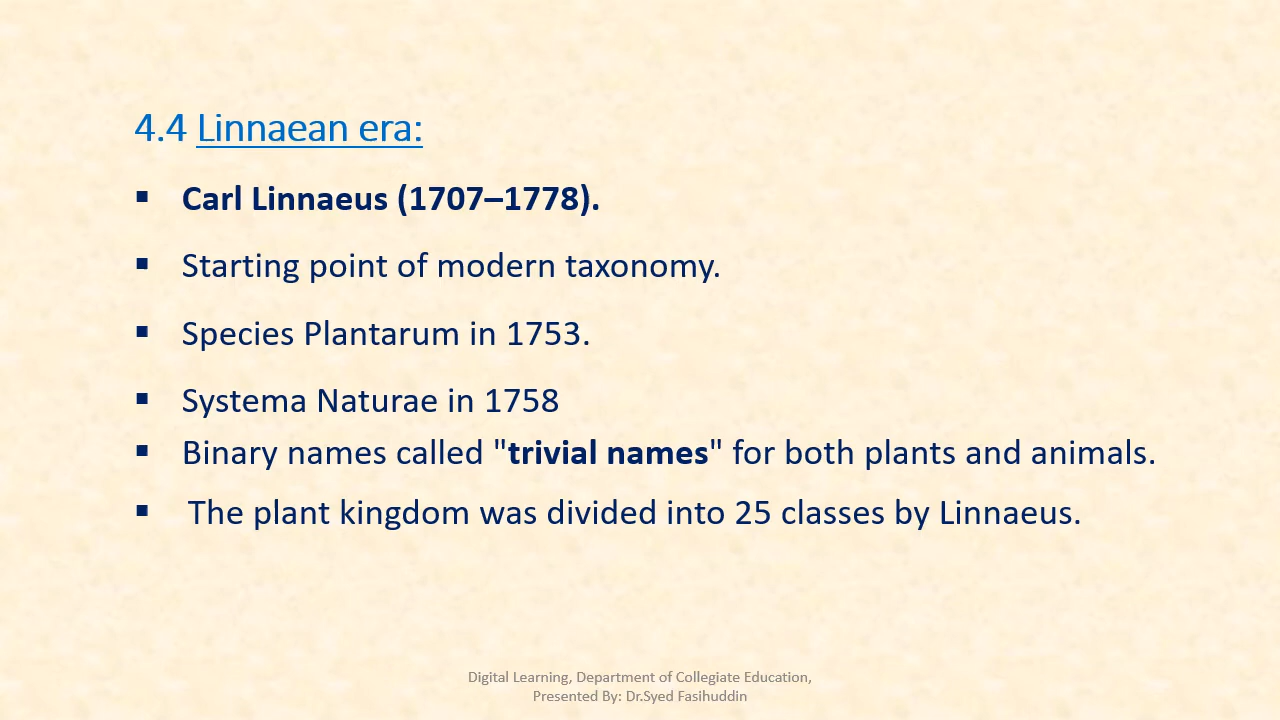 4.4 Linnaean era:
▪ Carl Linnaeus (1707–1778).
▪ Starting point of modern taxonomy.
▪ Species Plantarum in 1753.
▪ Systema Naturae in 1758
▪ Binary names called "trivial names" for both plants and animals.
▪ The plant kingdom was divided into 25 classes by Linnaeus.
Digital Learning, Department of Collegiate Education,
Presented By: Dr.Syed Fasihuddin